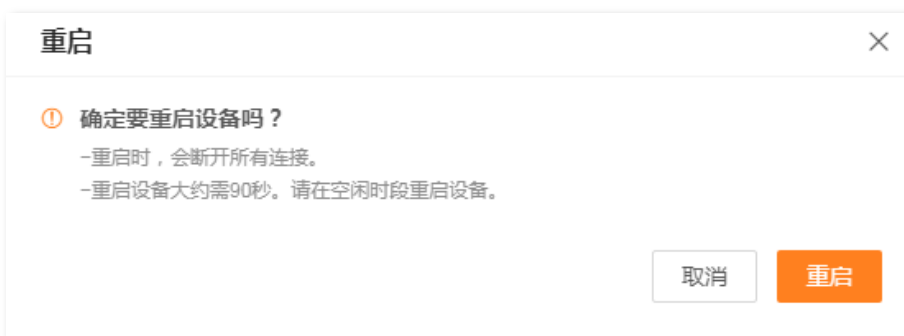 重启
确定要重启设备吗？
-重启时，会断开所有连接。
-重启设备大约需90秒。请在空闲时段重启设备。
取消
重启